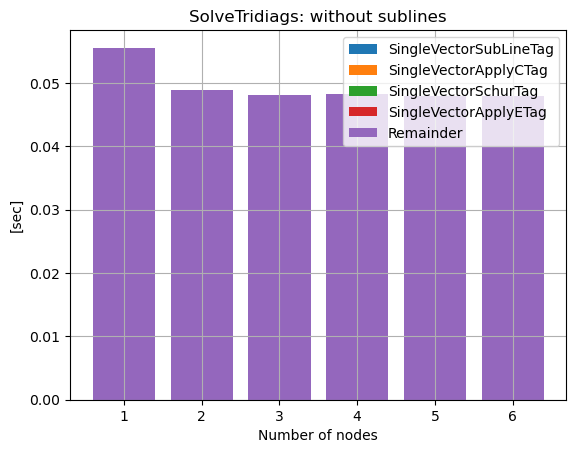 SolveTridiags: without sublines
SingleVectorSubLineTag
SingleVectorApplyCTag
SingleVectorSchurTag
SingleVectorApplyETag
Remainder
[sec]
0.05
0.04
0.03
0.02
0.01
0.00
1 2 3 4 5 6
Number of nodes